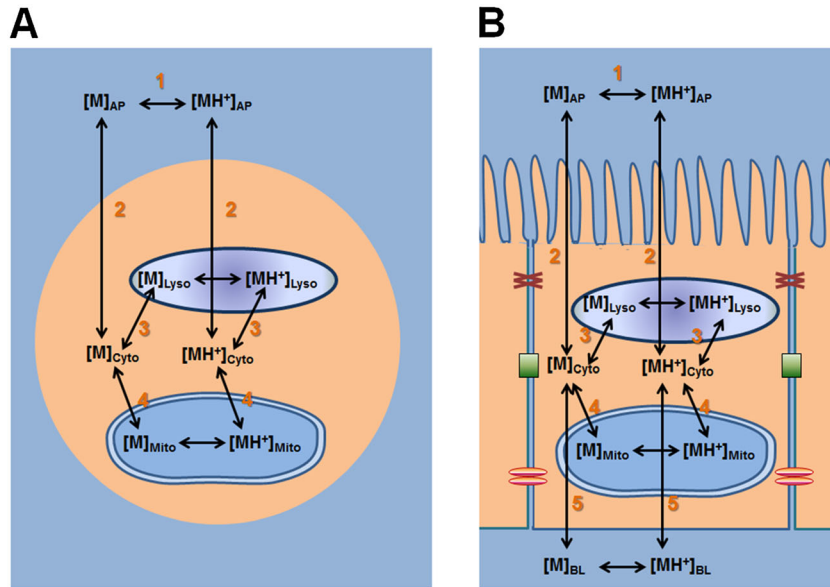 A
1
[M]AP [MH+]AP
2 2
[M]Lyso [MH+]Lyso
3 3
[M]Cyto [MH+]Cyto
4 4
[M]Mito [MH+]Mito
B
1
[M]AP [MH+]AP
2 2
[M]Lyso [MH+]Lyso
3 3
[M]Cyto [MH+]Cyto
4 4
[M]Mito [MH+]Mito
5 5
[M]BL [MH+]BL